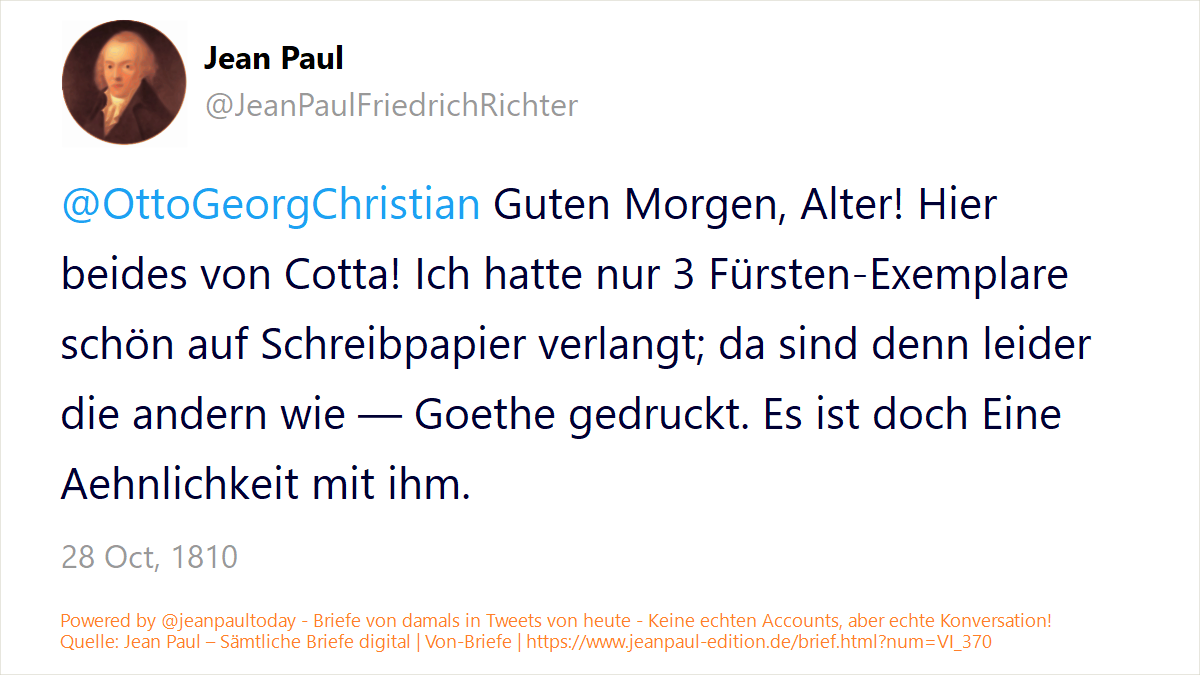 Jean Paul
@JeanPaulFriedrichRichter
@OttoGeorgChristian Guten Morgen, Alter! Hier
beides von Cotta! Ich hatte nur 3 Fürsten-Exemplare
schön auf Schreibpapier verlangt; da sind denn leider
die andern wie — Goethe gedruckt. Es ist doch Eine
Aehnlichkeit mit ihm.
28 Oct, 1810
Powered by @jeanpaultoday - Briefe von damals in Tweets von heute - Keine echten Accounts, aber echte Konversation!
Quelle: Jean Paul – Sämtliche Briefe digital | Von-Briefe | https://www.jeanpaul-edition.de/brief.html?num=VI_370